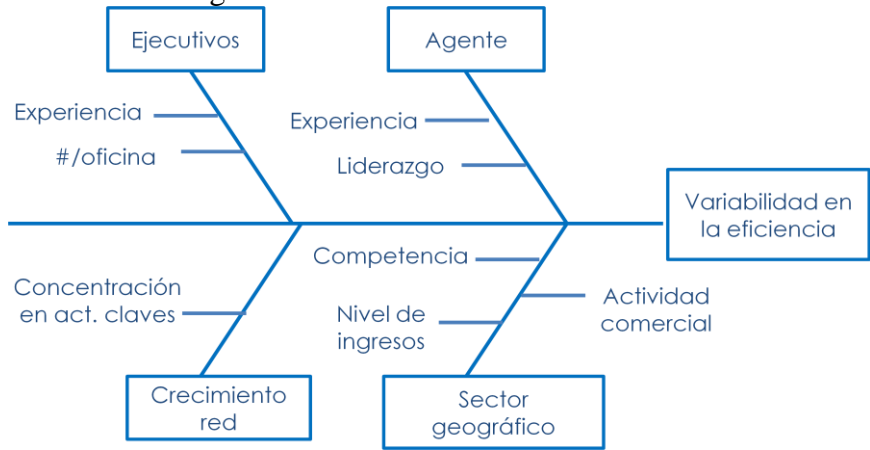 Ejecutivos
Agente
Experiencia
#/oficina
Experiencia
Liderazgo
Variabilidad en
la eficiencia
Competencia
Concentración
en act. claves
Nivel de
ingresos
Actividad
comercial
Crecimiento
red
Sector
geográfico